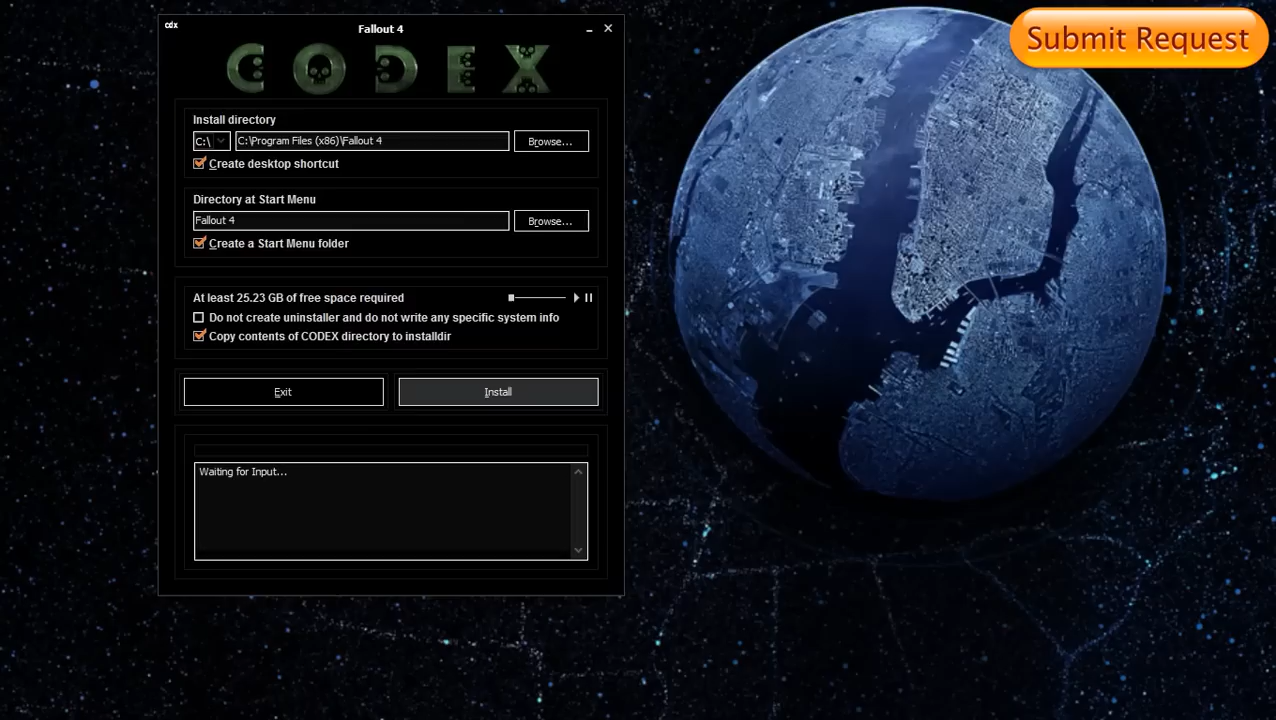 cdx
Fallout 4
CODEX
Submit Request
Install directory
C:\ C:\Program Files (x86)\Fallout 4 Browse...
Create desktop shortcut
Directory at Start Menu
Fallout 4 Browse...
Create a Start Menu folder
At least 25.23 GB of free space required
Do not create uninstaller and do not write any specific system info
Copy contents of CODEX directory to installdir
Exit Install
Waiting for Input...